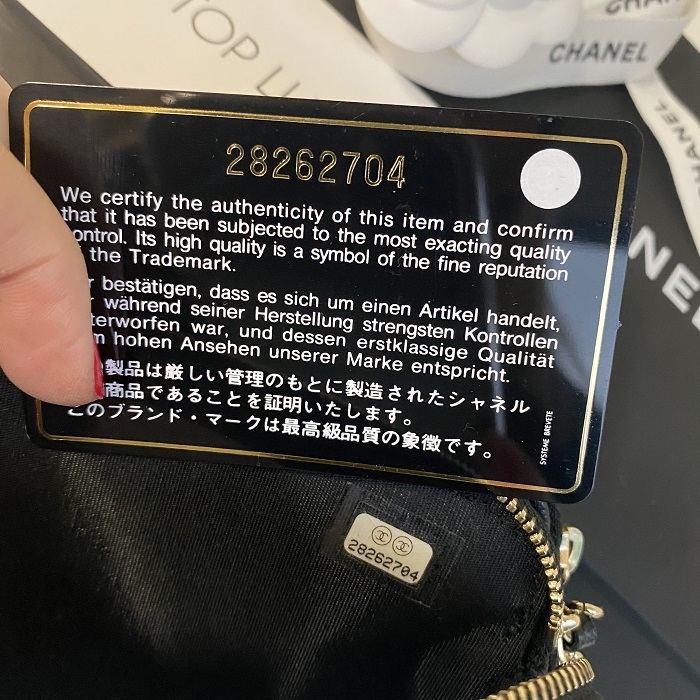 TOP
CHANEL
CHANEL
28262704
We certify the authenticity of this item and confirm
that it has been subjected to the most exacting quality
control. Its high quality is a symbol of the fine reputation
the Trademark.
bestätigen, dass es sich um einen Artikel handelt,
während seiner Herstellung strengsten Kontrollen
terworfen war, und dessen erstklassige Qualität
hohen Ansehen unserer Marke entspricht.
製品は厳しい管理のもとに製造されたシャネル
商品であることを証明いたします。
このブランド・マークは最高級品質の象徴です。
SYSTEME BREVETE
28262704